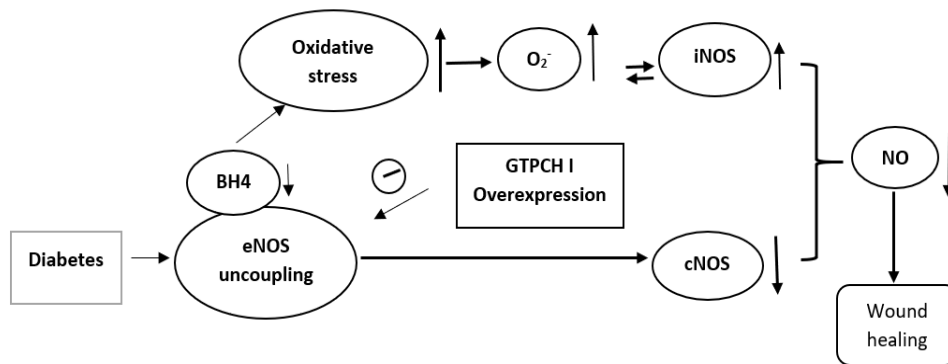 Oxidative
stress
O₂⁻
iNOS
BH4
GTPCH I
Overexpression
NO
Diabetes
eNOS
uncoupling
cNOS
Wound
healing